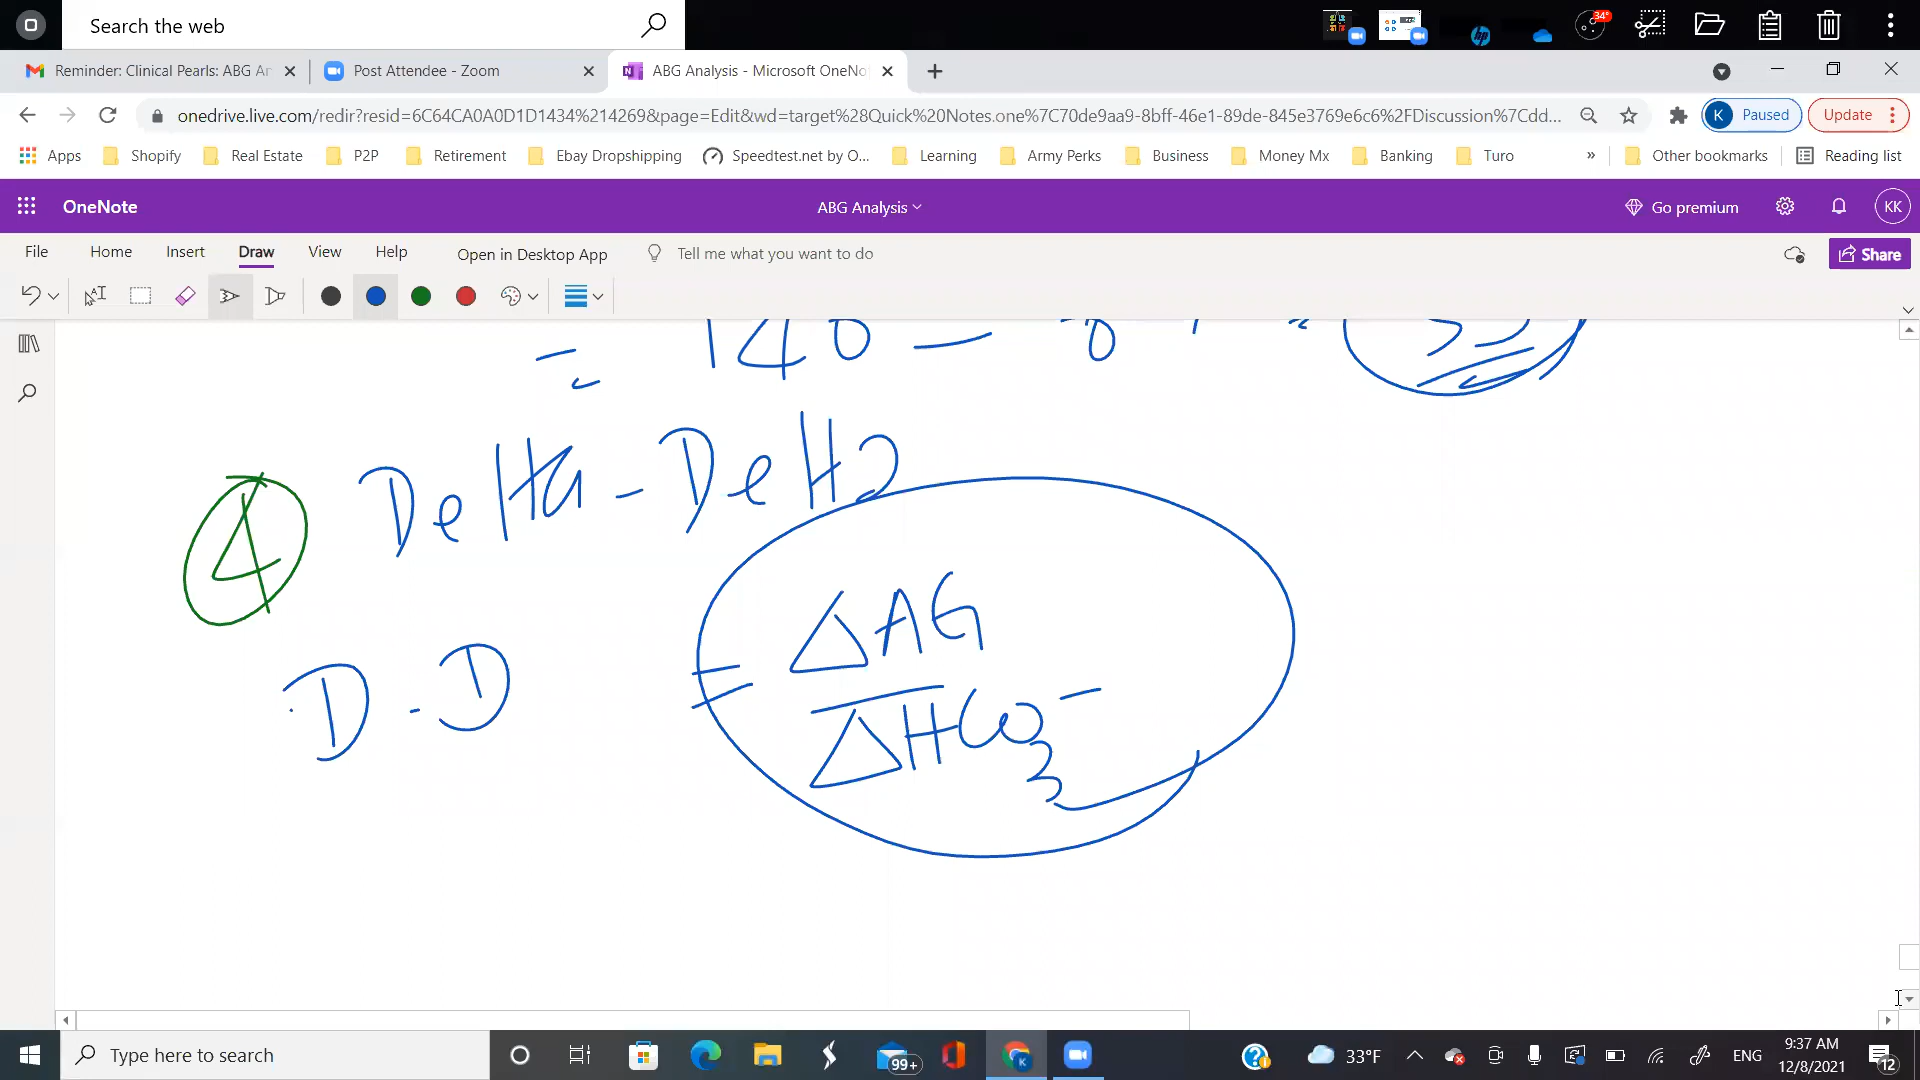 Search the web
34°
Reminder: Clinical Pearls: ABG An
Post Attendee - Zoom
ABG Analysis - Microsoft OneNo
onedrive.live.com/redir?resid=6C64CA0A0D1D1434%214269&page=Edit&wd=target%28Quick%20Notes.one%7C70de9aa9-8bff-46e1-89de-845e3769e6c6%2FDiscussion%7Cdd...
K Paused
Update
Apps Shopify Real Estate P2P Retirement Ebay Dropshipping Speedtest.net by O... Learning Army Perks Business Money Mx Banking Turo » Other bookmarks Reading list
OneNote
ABG Analysis
Go premium
KK
File Home Insert Draw View Help Open in Desktop App Tell me what you want to do
Share
= 140 -
4 Delta - Delta
D.D = ΔAG
ΔHCO3-
Type here to search
99+
33°F
ENG
9:37 AM
12/8/2021
12